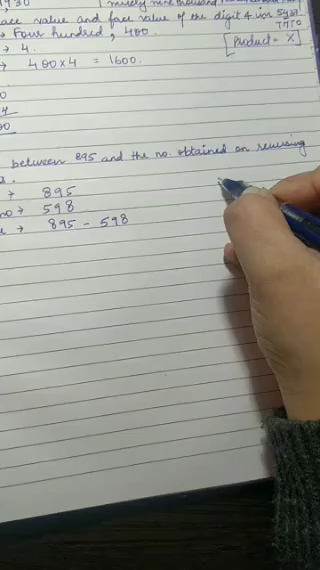 ninety nine thousand
ace value and face value of the digit 4 in
→ Four hundred, 400.
[Product = X]
→ 4.
→ 400 x 4 = 1600.
0
4
00
between 895 and the no. obtained on reversing
→ 895
no → 598
e → 895 - 598